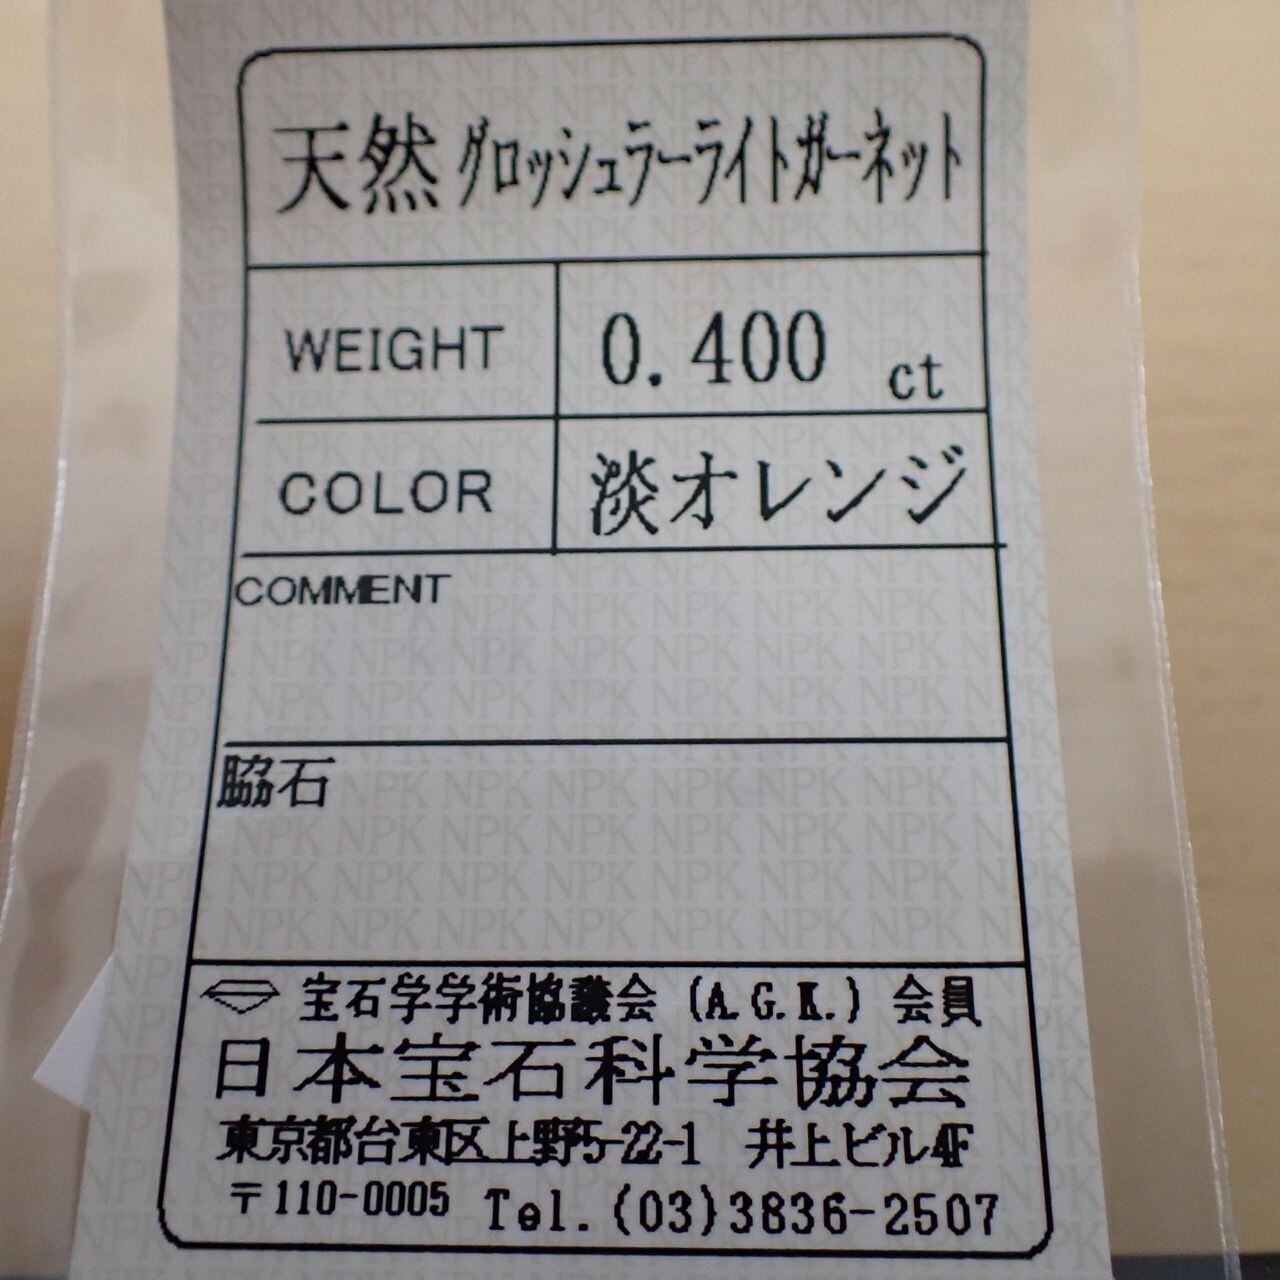 天然グロッシュラーライトガーネット
WEIGHT 0.400 ct
COLOR 淡オレンジ
COMMENT
脇石
宝石学学術協議会 (A.G.K.) 会員
日本宝石科学協会
東京都台東区上野5-22-1 井上ビル4F
〒110-0005 Tel.(03)3836-2507